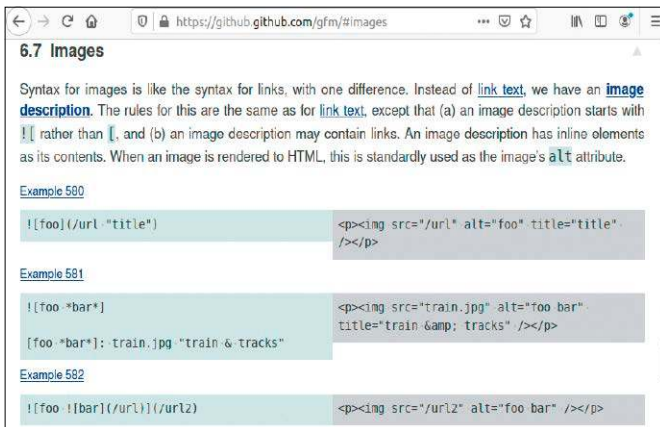 https://github.github.com/gfm/#images
6.7 Images
Syntax for images is like the syntax for links, with one difference. Instead of link text, we have an image
description. The rules for this are the same as for link text, except that (a) an image description starts with
![ rather than [, and (b) an image description may contain links. An image description has inline elements
as its contents. When an image is rendered to HTML, this is standardly used as the image's alt attribute.
Example 580
![foo](/url·"title")
<p><img src="/url"·alt="foo"·title="title"·
/></p>
Example 581
![foo·*bar*]
[foo·*bar*]:·train.jpg·"train·&·tracks"
<p><img src="train.jpg"·alt="foo·bar"·
title="train·&amp;·tracks"·/></p>
Example 582
![foo·![bar](/url)](/url2)
<p><img src="/url2"·alt="foo·bar"·/></p>